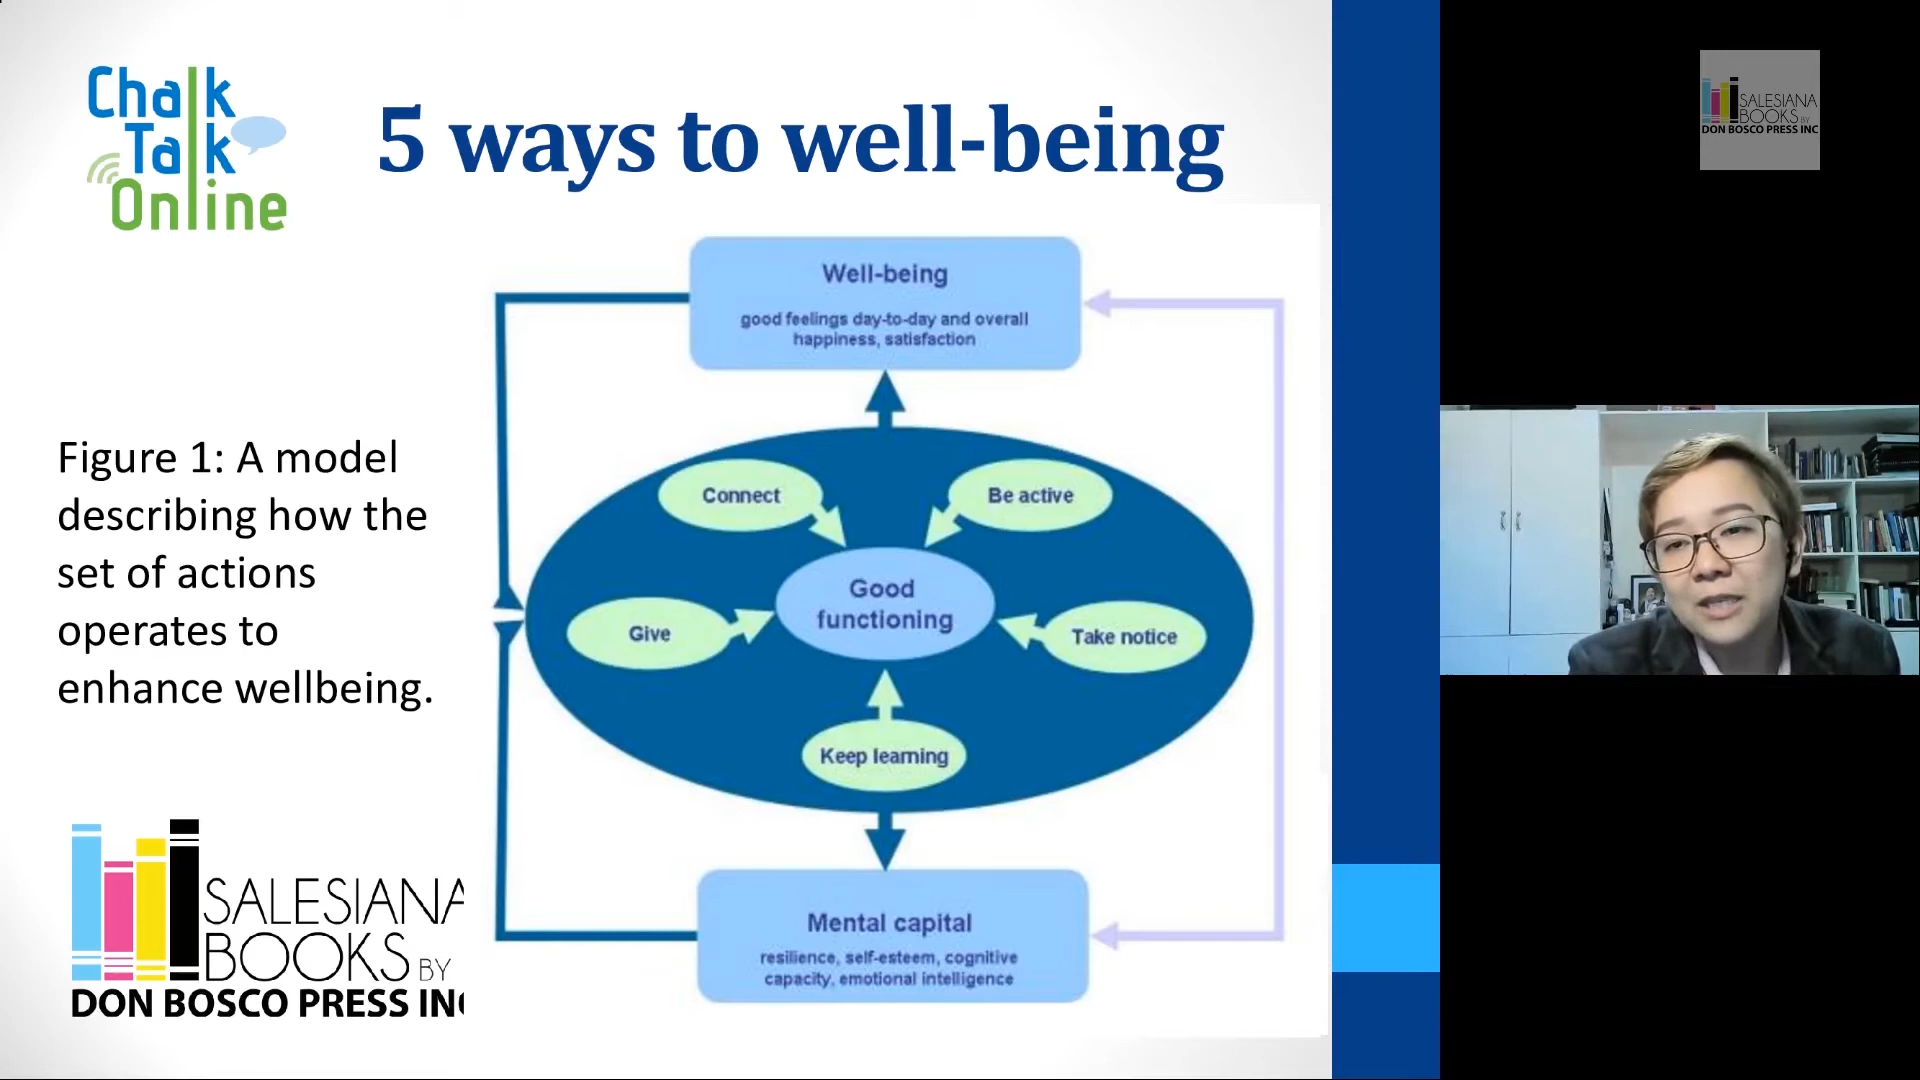 Chalk
Talk
Online
5 ways to well-being
Well-being
good feelings day-to-day and overall
happiness, satisfaction
Figure 1: A model
describing how the
set of actions
operates to
enhance wellbeing.
Connect
Be active
Good
functioning
Give
Take notice
Keep learning
Mental capital
resilience, self-esteem, cognitive
capacity, emotional intelligence
SALESIANA
BOOKS BY
DON BOSCO PRESS INC
SALESIANA
BOOKS BY
DON BOSCO PRESS INC